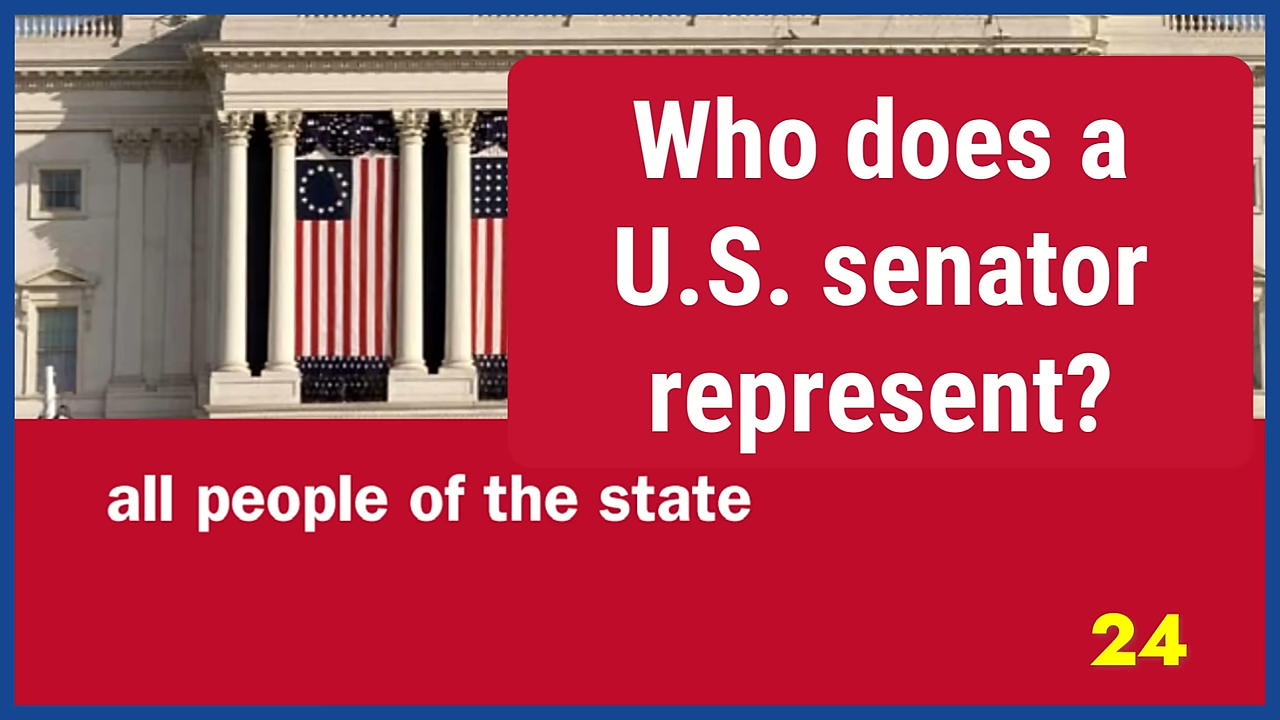 Who does a
U.S. senator
represent?
all people of the state
24